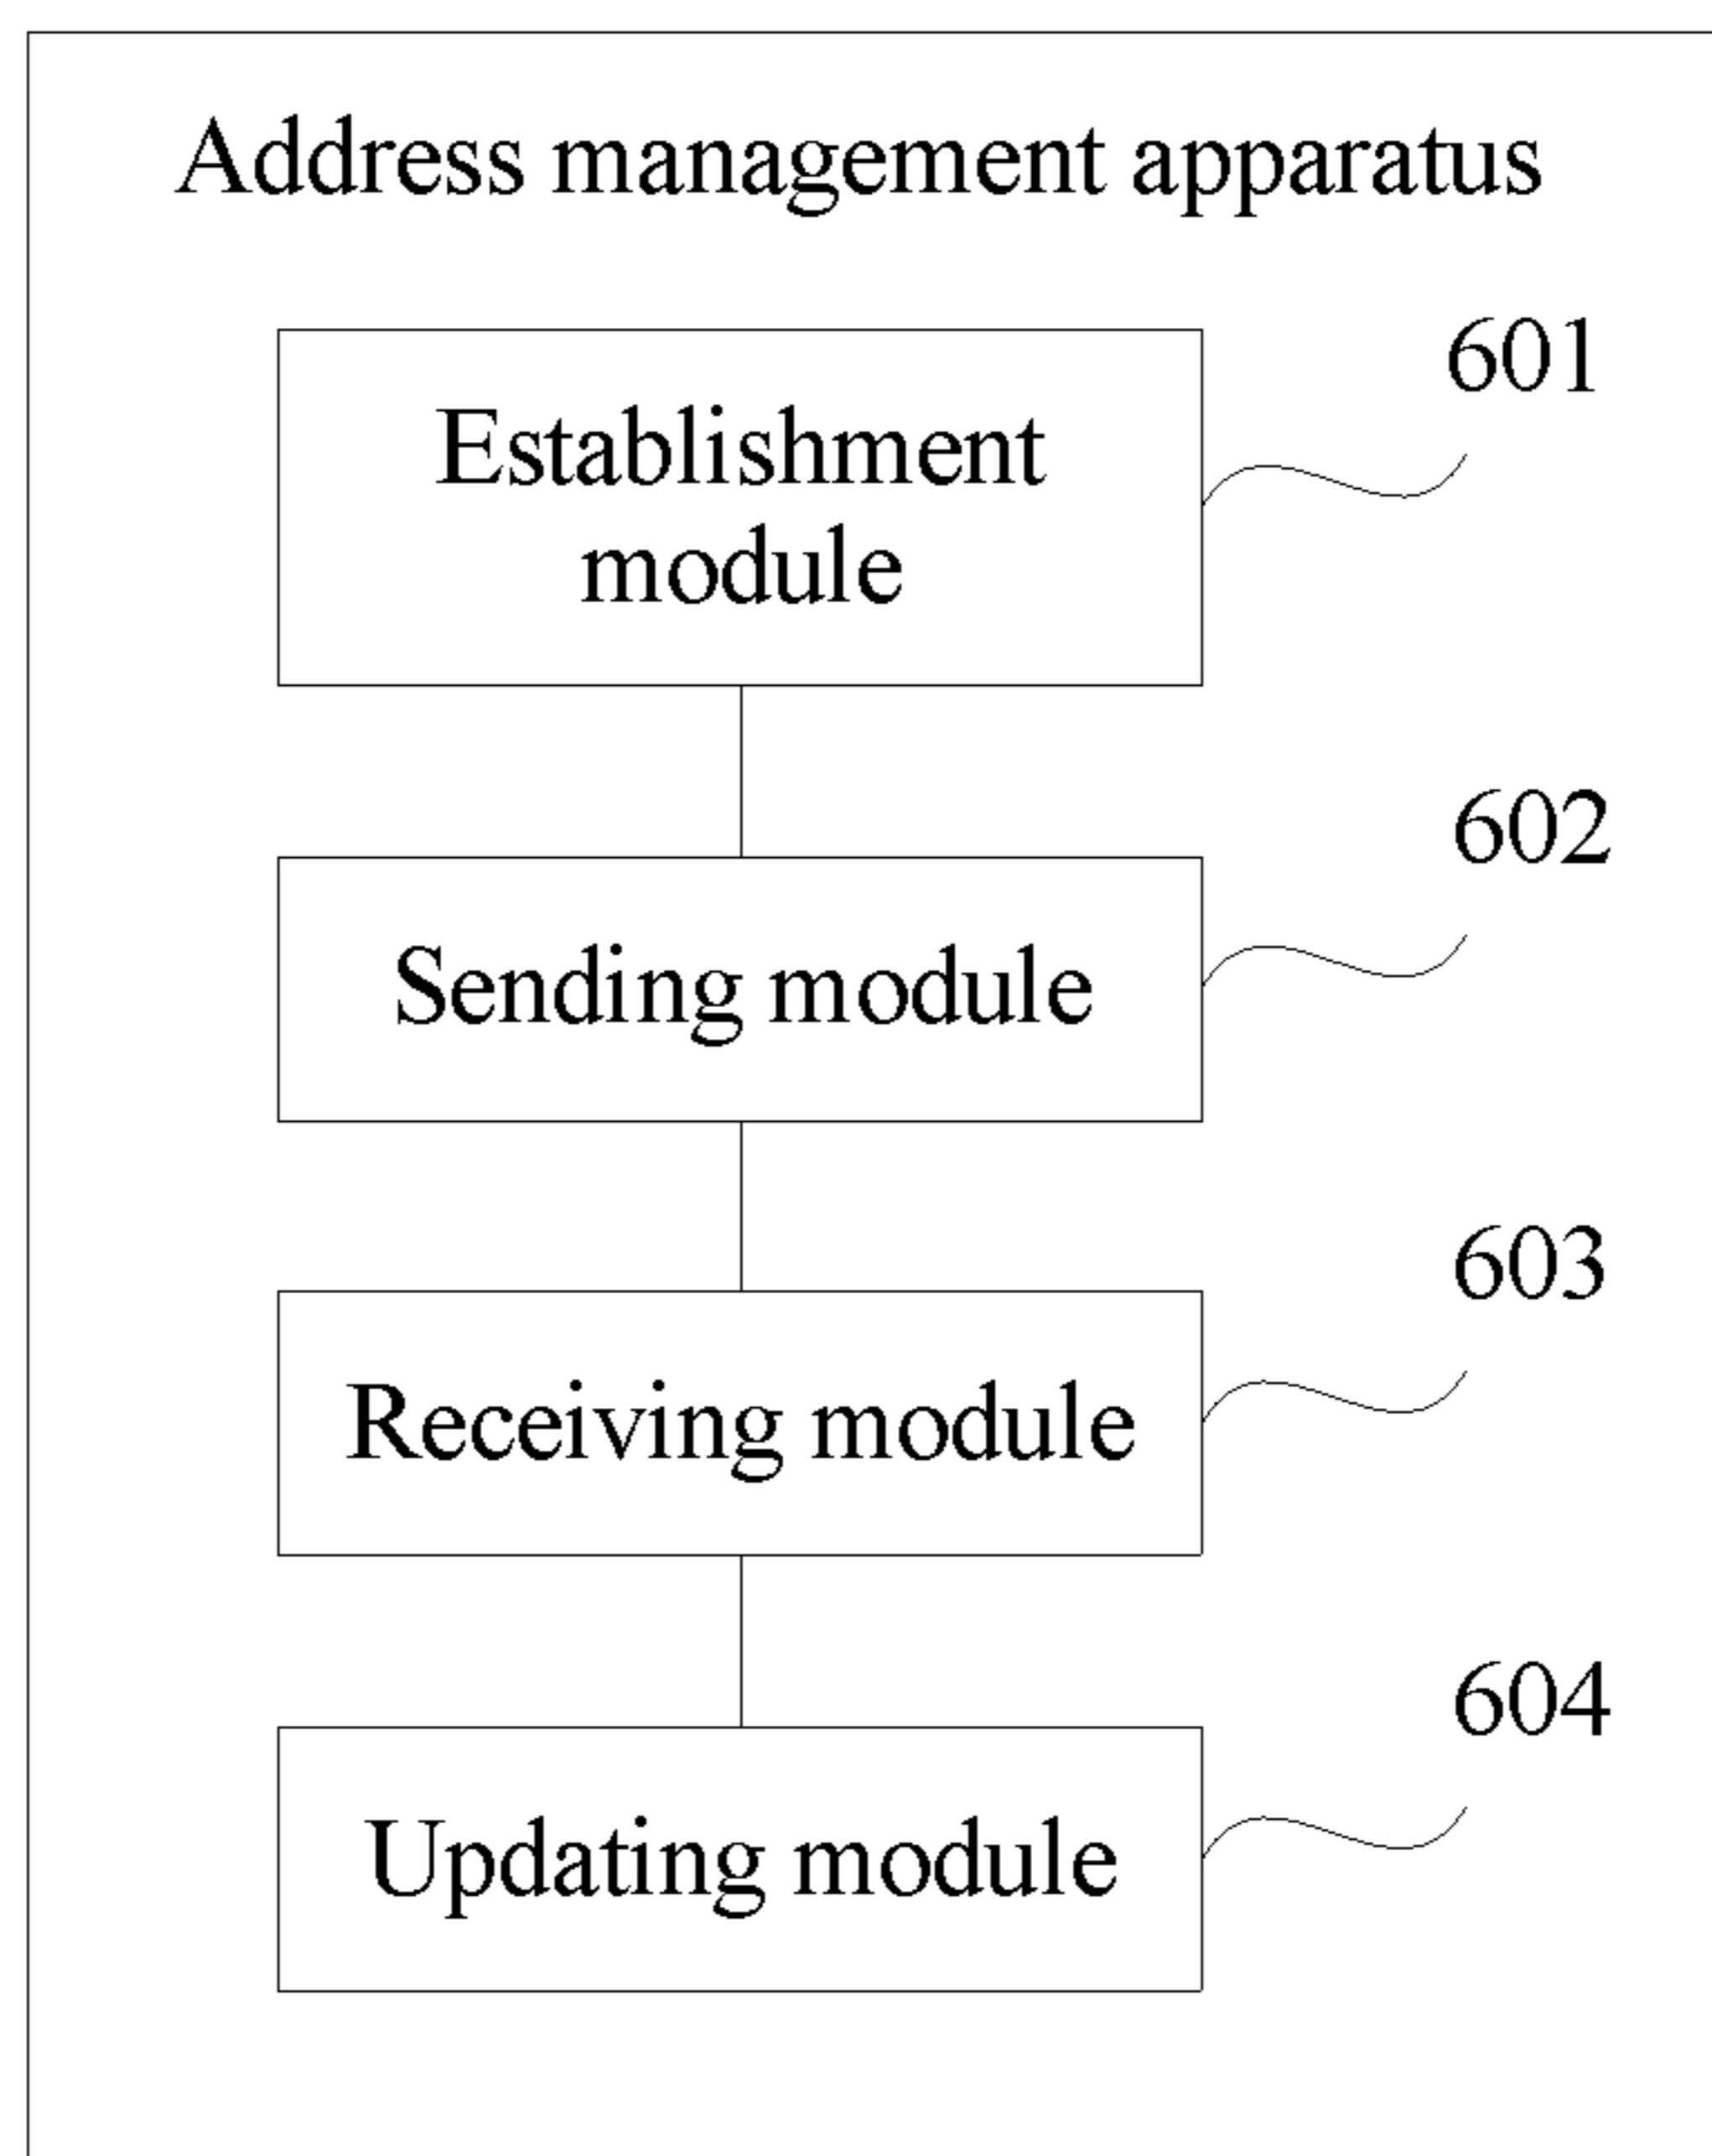 Address management apparatus
601
Establishment
module
602
Sending module
603
Receiving module
604
Updating module